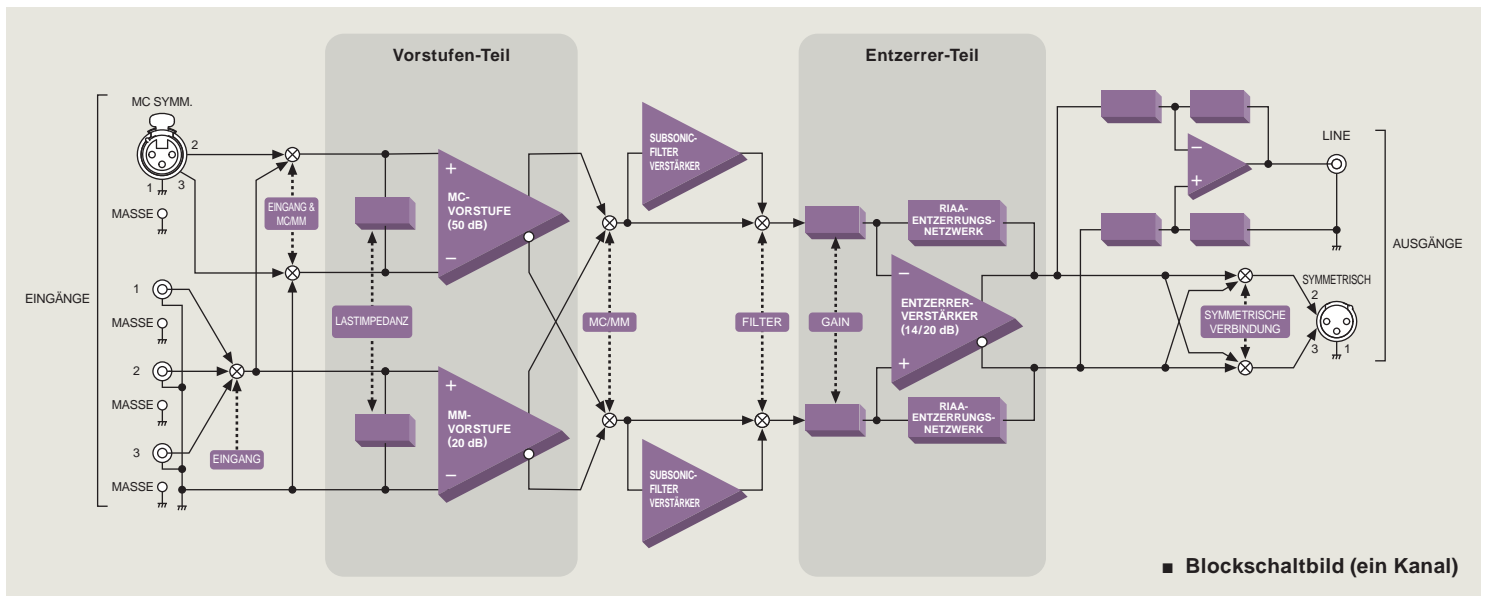 Vorstufen-Teil
Entzerrer-Teil
MC SYMM.
2
1
3
MASSE
EINGÄNGE
1
MASSE
2
MASSE
3
MASSE
EINGANG
EINGANG &
MC/MM
LASTIMPEDANZ
+
MC-
VORSTUFE
(50 dB)
–
+
MM-
VORSTUFE
(20 dB)
–
SUBSONIC-
FILTER
VERSTÄRKER
MC/MM
FILTER
SUBSONIC-
FILTER
VERSTÄRKER
GAIN
RIAA-
ENTZERRUNGS-
NETZWERK
–
ENTZERRER-
VERSTÄRKER
(14/20 dB)
+
RIAA-
ENTZERRUNGS-
NETZWERK
–
+
LINE
AUSGÄNGE
SYMMETRISCH
2
3
1
SYMMETRISCHE
VERBINDUNG
■ Blockschaltbild (ein Kanal)